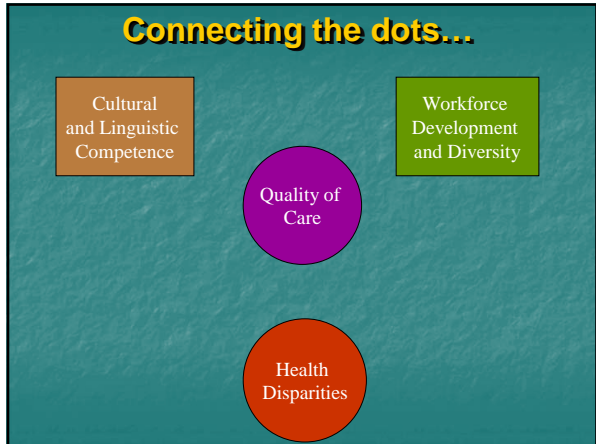 Connecting the dots…
Cultural
and Linguistic
Competence
Workforce
Development
and Diversity
Quality of
Care
Health
Disparities